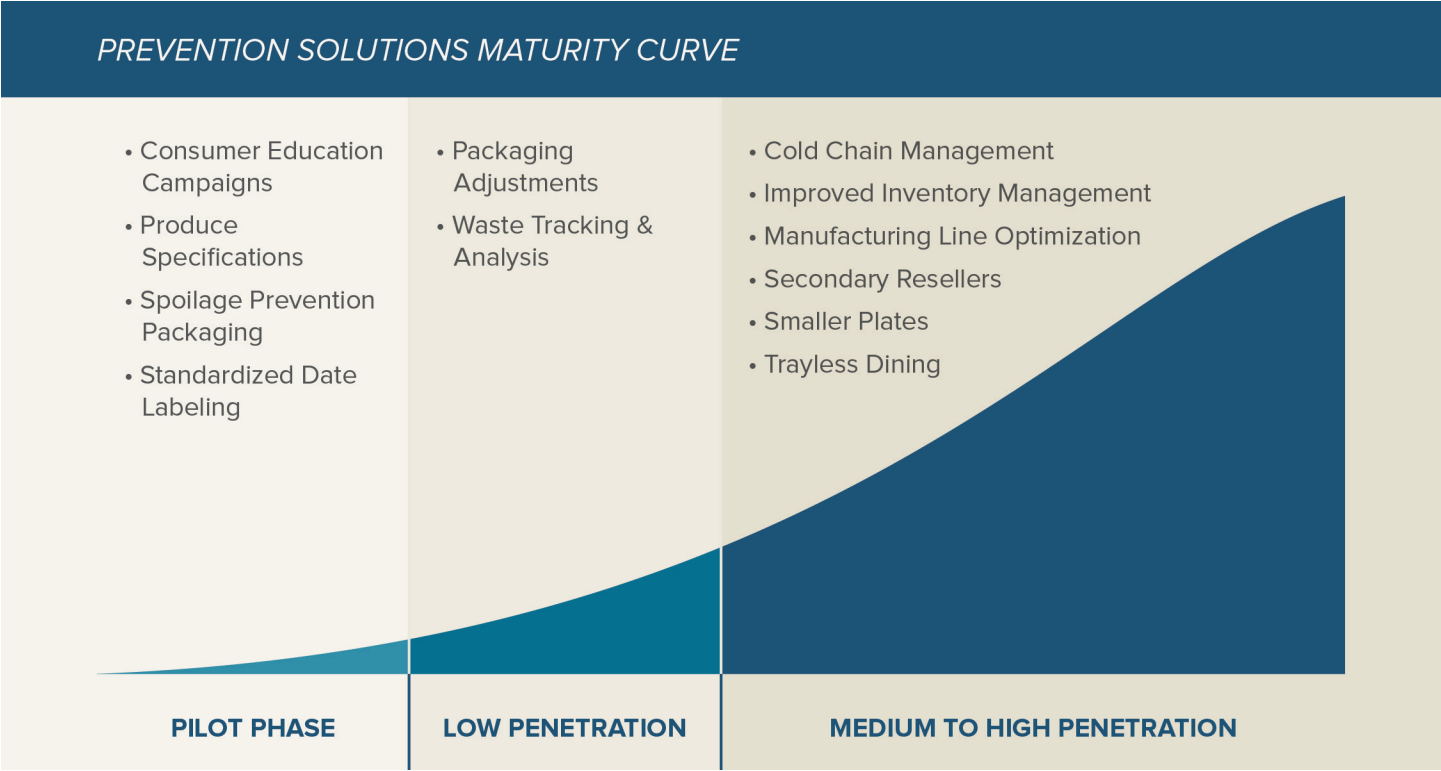 PREVENTION SOLUTIONS MATURITY CURVE
• Consumer Education
Campaigns
• Produce
Specifications
• Spoilage Prevention
Packaging
• Standardized Date
Labeling
• Packaging
Adjustments
• Waste Tracking &
Analysis
• Cold Chain Management
• Improved Inventory Management
• Manufacturing Line Optimization
• Secondary Resellers
• Smaller Plates
• Trayless Dining
PILOT PHASE
LOW PENETRATION
MEDIUM TO HIGH PENETRATION